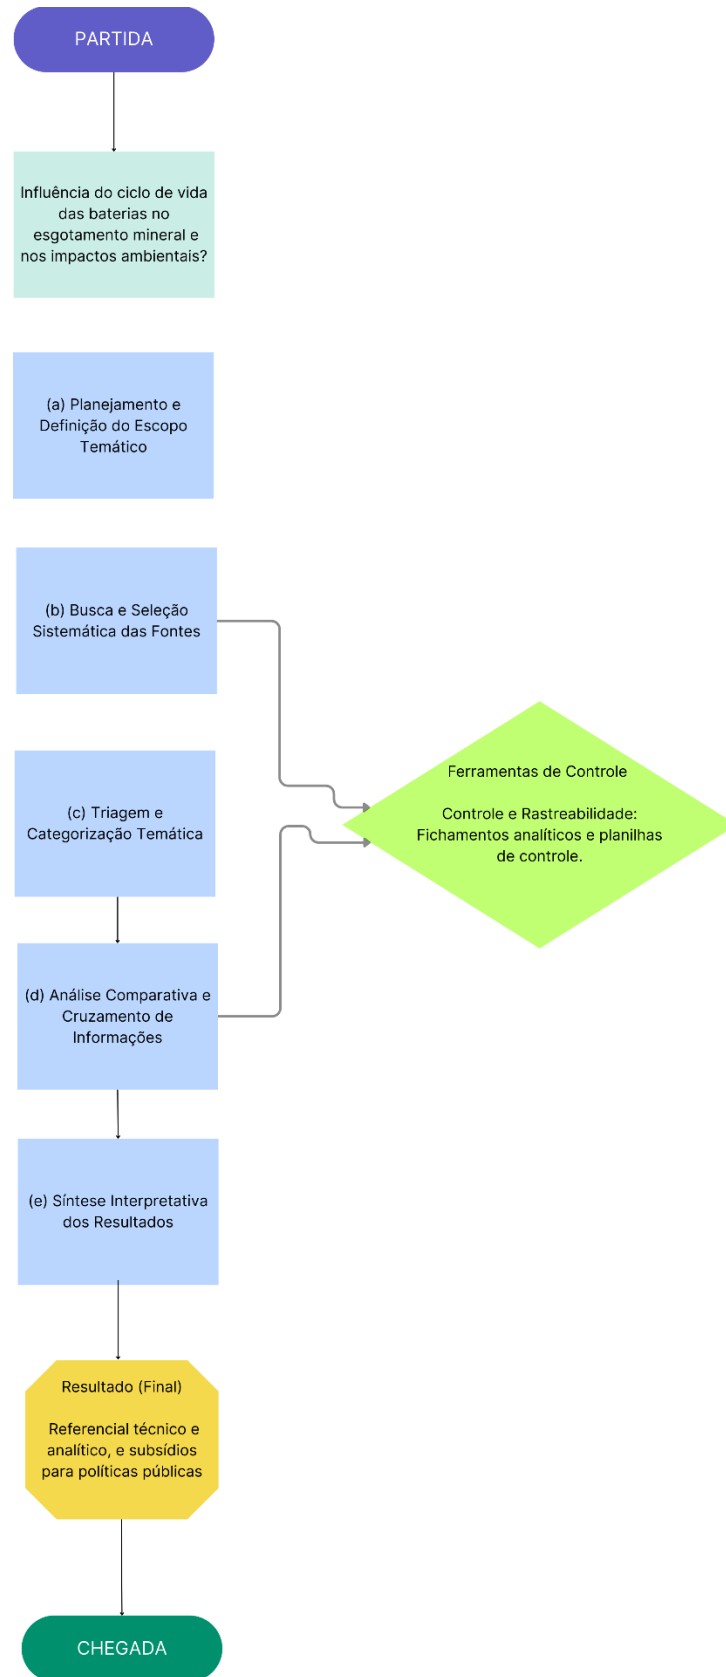 PARTIDA
Influência do ciclo de vida
das baterias no
esgotamento mineral e
nos impactos ambientais?
(a) Planejamento e
Definição do Escopo
Temático
(b) Busca e Seleção
Sistemática das Fontes
(c) Triagem e
Categorização Temática
Ferramentas de Controle
Controle e Rastreabilidade:
Fichamentos analíticos e planilhas
de controle.
(d) Análise Comparativa e
Cruzamento de
Informações
(e) Síntese Interpretativa
dos Resultados
Resultado (Final)
Referencial técnico e
analítico, e subsídios
para políticas públicas
CHEGADA